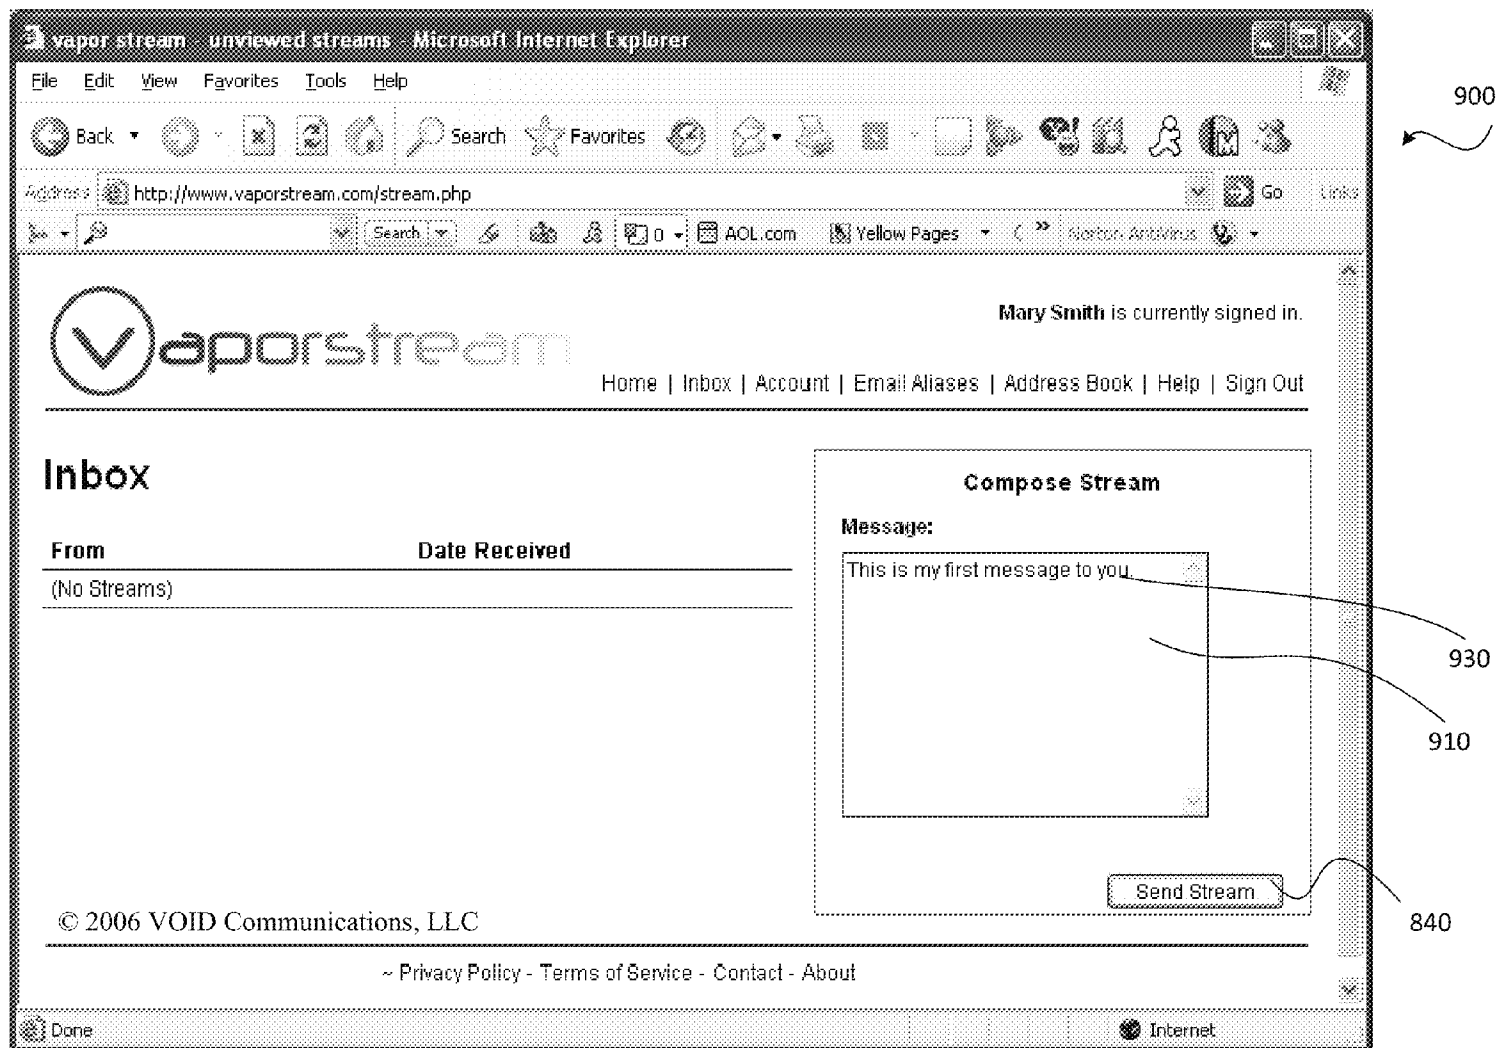 vapor stream - unviewed streams - Microsoft Internet Explorer
File Edit View Favorites Tools Help
900
Back Search Favorites
Address http://www.vaporstream.com/stream.php Go Links
Search 0 AOL.com Yellow Pages » Norton AntiVirus
Mary Smith is currently signed in.
Vaporstream
Home | Inbox | Account | Email Aliases | Address Book | Help | Sign Out
Inbox
Compose Stream
Message:
From Date Received
This is my first message to you.
(No Streams)
930
910
Send Stream
840
© 2006 VOID Communications, LLC
~ Privacy Policy - Terms of Service - Contact - About
Done Internet